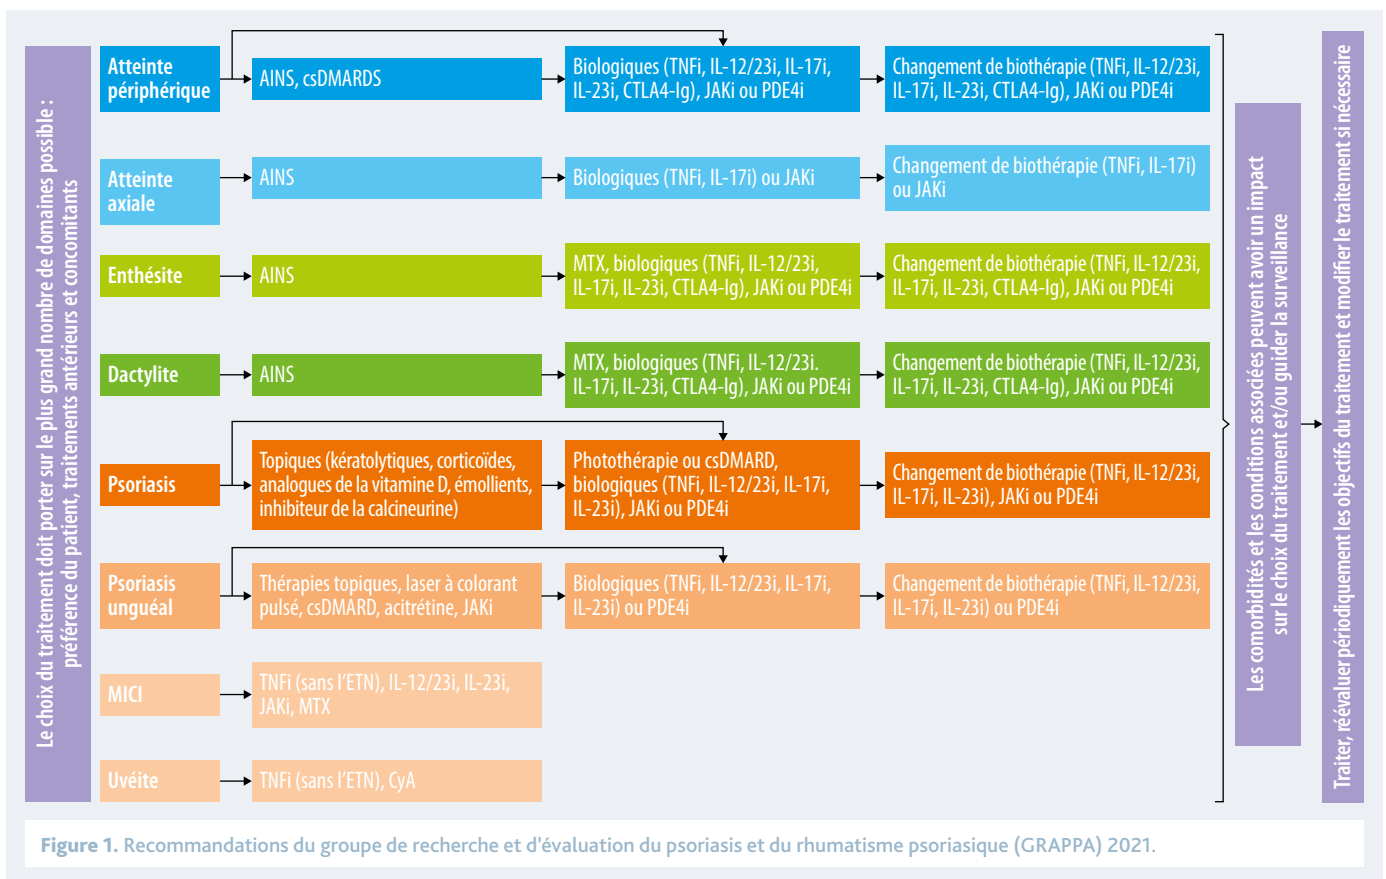 Le choix du traitement doit porter sur le plus grand nombre de domaines possible :
préférence du patient, traitements antérieurs et concomitants
Atteinte
périphérique
AINS, csDMARDS
Biologiques (TNFi, IL-12/23i, IL-17i,
IL-23i, CTLA4-Ig), JAKi ou PDE4i
Changement de biothérapie (TNFi, IL-12/23i,
IL-17i, IL-23i, CTLA4-Ig), JAKi ou PDE4i
Atteinte
axiale
AINS
Biologiques (TNFi, IL-17i) ou JAKi
Changement de biothérapie (TNFi, IL-17i)
ou JAKi
Enthésite
AINS
MTX, biologiques (TNFi, IL-12/23i,
IL-17i, IL-23i, CTLA4-Ig), JAKi ou PDE4i
Changement de biothérapie (TNFi, IL-12/23i,
IL-17i, IL-23i, CTLA4-Ig), JAKi ou PDE4i
Dactylite
AINS
MTX, biologiques (TNFi, IL-12/23i.
IL-17i, IL-23i, CTLA4-Ig), JAKi ou PDE4i
Changement de biothérapie (TNFi, IL-12/23i,
IL-17i, IL-23i, CTLA4-Ig), JAKi ou PDE4i
Psoriasis
Topiques (kératolytiques, corticoïdes,
analogues de la vitamine D, émollients,
inhibiteur de la calcineurine)
Photothérapie ou csDMARD,
biologiques (TNFi, IL-12/23i, IL-17i,
IL-23i), JAKi ou PDE4i
Changement de biothérapie (TNFi, IL-12/23i,
IL-17i, IL-23i), JAKi ou PDE4i
Psoriasis
unguéal
Thérapies topiques, laser à colorant
pulsé, csDMARD, acitrétine, JAKi
Biologiques (TNFi, IL-12/23i, IL-17i,
IL-23i) ou PDE4i
Changement de biothérapie (TNFi, IL-12/23i,
IL-17i, IL-23i) ou PDE4i
MICI
TNFi (sans l'ETN), IL-12/23i, IL-23i,
JAKi, MTX
Uvéite
TNFi (sans l'ETN), CyA
Les comorbidités et les conditions associées peuvent avoir un impact
sur le choix du traitement et/ou guider la surveillance
Traiter, réévaluer périodiquement les objectifs du traitement et modifier le traitement si nécessaire
Figure 1. Recommandations du groupe de recherche et d'évaluation du psoriasis et du rhumatisme psoriasique (GRAPPA) 2021.